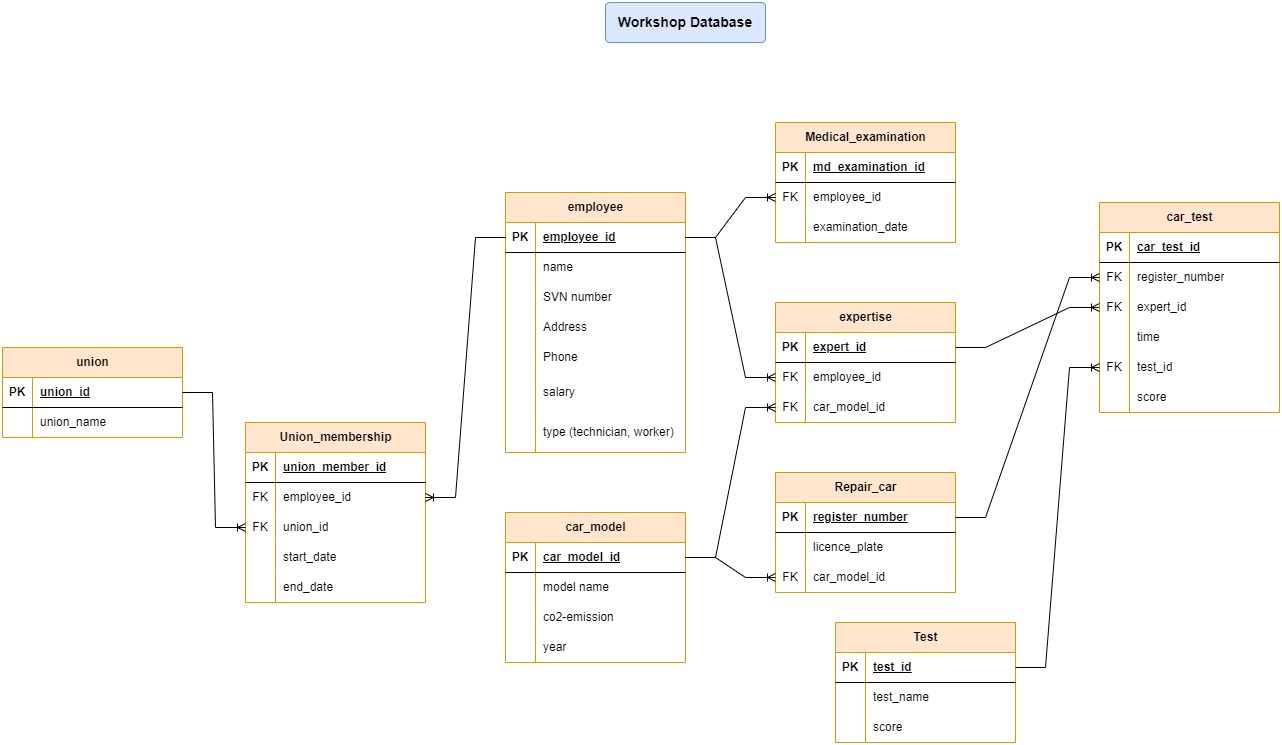 Workshop Database
Medical_examination
PK md_examination_id
FK employee_id
examination_date
employee
PK employee_id
name
SVN number
Address
Phone
salary
type (technician, worker)
car_test
PK car_test_id
FK register_number
FK expert_id
time
FK test_id
score
expertise
PK expert_id
FK employee_id
FK car_model_id
union
PK union_id
union_name
Union_membership
PK union_member_id
FK employee_id
FK union_id
start_date
end_date
Repair_car
PK register_number
licence_plate
FK car_model_id
car_model
PK car_model_id
model name
co2-emission
year
Test
PK test_id
test_name
score